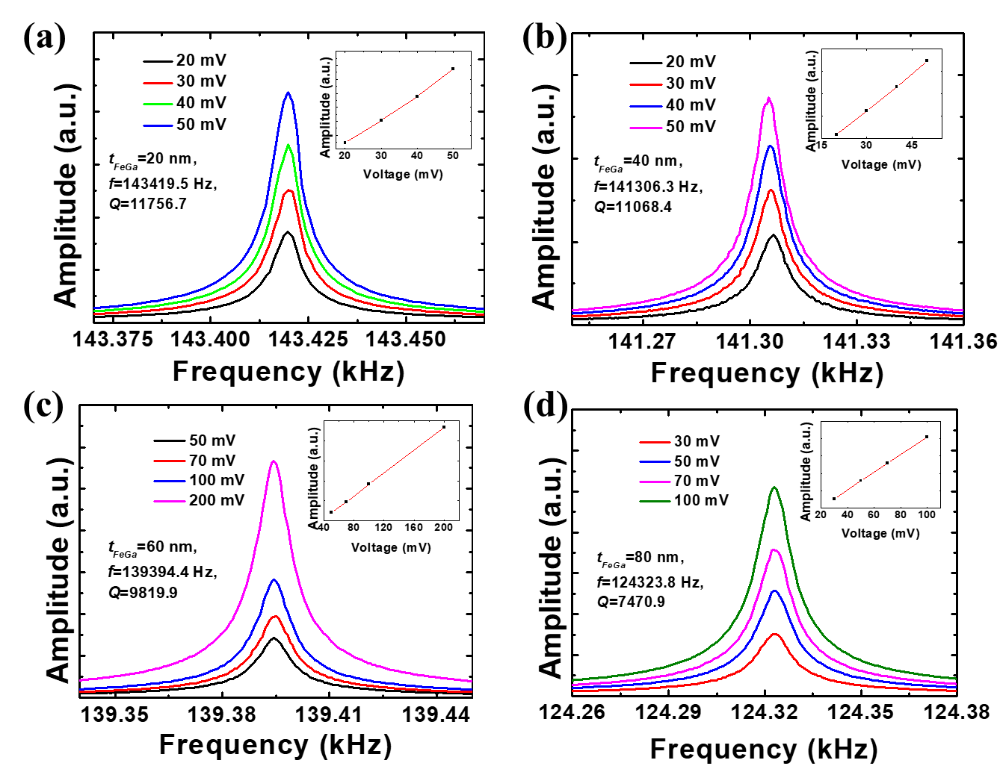 (a)
20 mV
30 mV
40 mV
50 mV
tFeGa=20 nm,
f=143419.5 Hz,
Q=11756.7
Amplitude (a.u.)
20 30 40 50
Voltage (mV)
Amplitude (a.u.)
143.375 143.400 143.425 143.450
Frequency (kHz)
(b)
20 mV
30 mV
40 mV
50 mV
tFeGa=40 nm,
f=141306.3 Hz,
Q=11068.4
Amplitude (a.u.)
15 30 45
Voltage (mV)
Amplitude (a.u.)
141.27 141.30 141.33 141.36
Frequency (kHz)
(c)
50 mV
70 mV
100 mV
200 mV
tFeGa=60 nm,
f=139394.4 Hz,
Q=9819.9
Amplitude (a.u.)
40 80 120 160 200
Voltage (mV)
Amplitude (a.u.)
139.35 139.38 139.41 139.44
Frequency (kHz)
(d)
30 mV
50 mV
70 mV
100 mV
tFeGa=80 nm,
f=124323.8 Hz,
Q=7470.9
Amplitude (a.u.)
20 40 60 80 100
Voltage (mV)
Amplitude (a.u.)
124.26 124.29 124.32 124.35 124.38
Frequency (kHz)